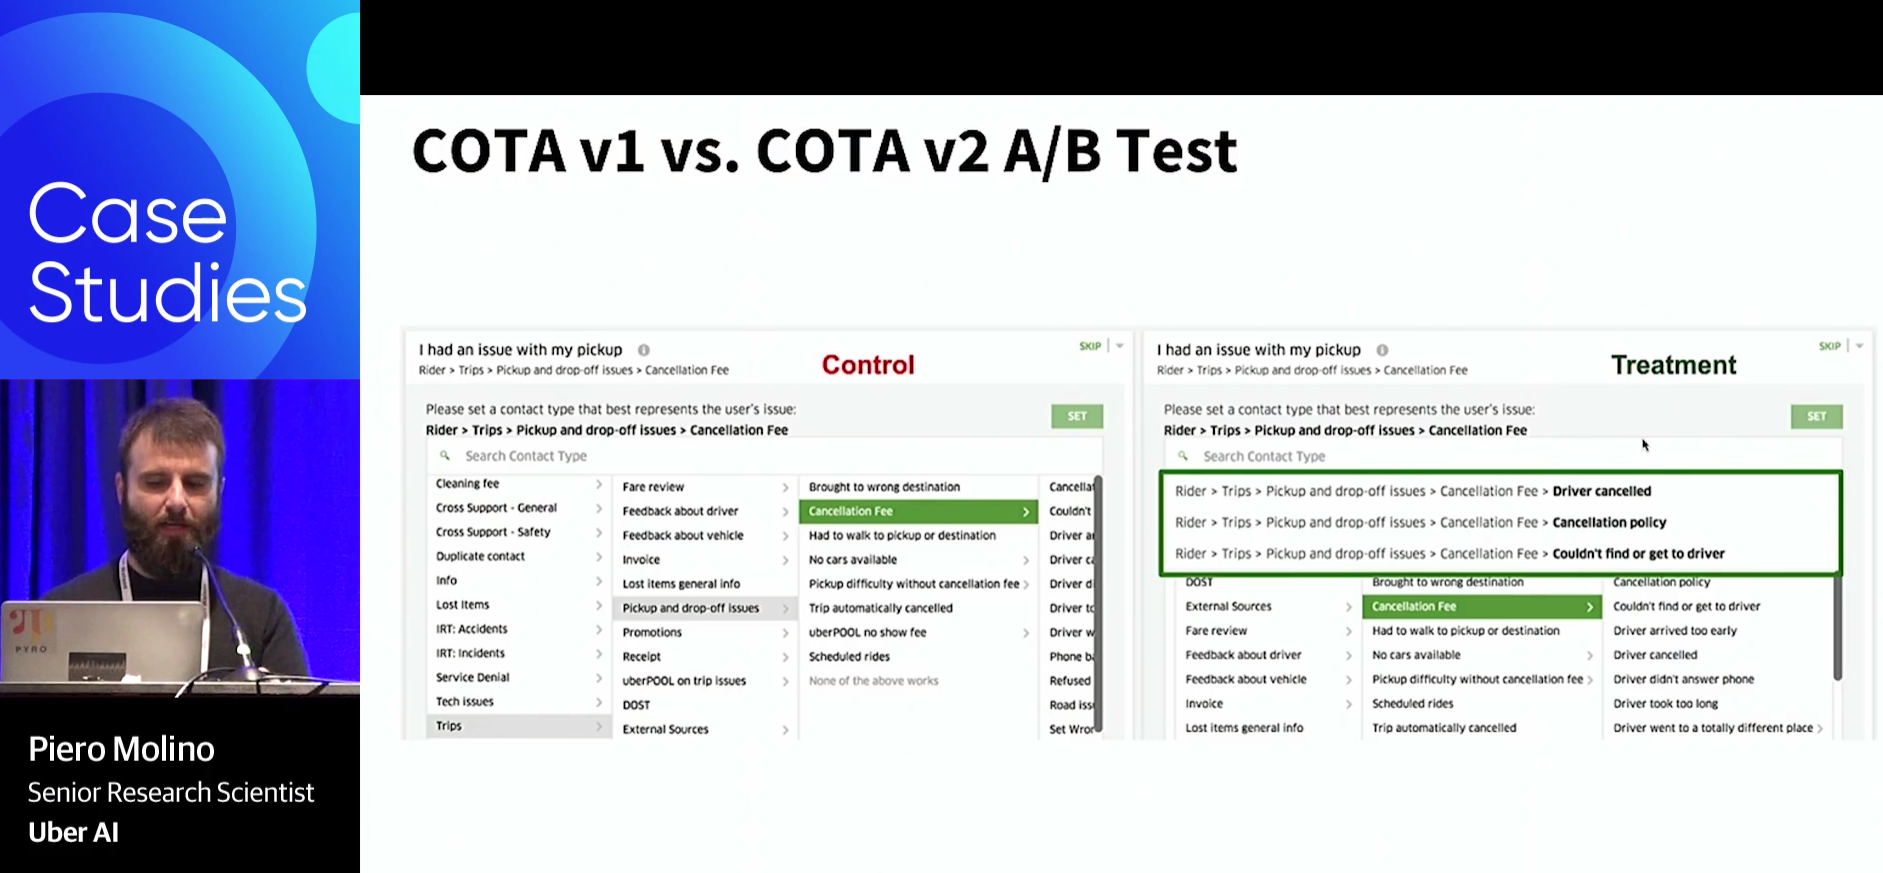 Case
Studies
PYRO
Piero Molino
Senior Research Scientist
Uber AI
COTA v1 vs. COTA v2 A/B Test
I had an issue with my pickup
SKIP
Rider > Trips > Pickup and drop-off issues > Cancellation Fee
Control
Please set a contact type that best represents the user's issue:
SET
Rider > Trips > Pickup and drop-off issues > Cancellation Fee
Search Contact Type
Cleaning fee
Cross Support - General
Cross Support - Safety
Duplicate contact
Info
Lost Items
IRT: Accidents
IRT: Incidents
Service Denial
Tech issues
Trips
Fare review
Feedback about driver
Feedback about vehicle
Invoice
Lost items general info
Pickup and drop-off issues
Promotions
Receipt
uberPOOL on trip issues
DOST
External Sources
Brought to wrong destination
Cancellation Fee
Had to walk to pickup or destination
No cars available
Pickup difficulty without cancellation fee
Trip automatically cancelled
uberPOOL no show fee
Scheduled rides
None of the above works
Cancellat
Couldn't
Driver a
Driver c
Driver d
Driver to
Driver w
Phone b
Refused
Road iss
Set Wron
I had an issue with my pickup
SKIP
Rider > Trips > Pickup and drop-off issues > Cancellation Fee
Treatment
Please set a contact type that best represents the user's issue:
SET
Rider > Trips > Pickup and drop-off issues > Cancellation Fee
Search Contact Type
Rider > Trips > Pickup and drop-off issues > Cancellation Fee > Driver cancelled
Rider > Trips > Pickup and drop-off issues > Cancellation Fee > Cancellation policy
Rider > Trips > Pickup and drop-off issues > Cancellation Fee > Couldn't find or get to driver
DOST
External Sources
Fare review
Feedback about driver
Feedback about vehicle
Invoice
Lost items general info
Brought to wrong destination
Cancellation Fee
Had to walk to pickup or destination
No cars available
Pickup difficulty without cancellation fee
Scheduled rides
Trip automatically cancelled
Cancellation policy
Couldn't find or get to driver
Driver arrived too early
Driver cancelled
Driver didn't answer phone
Driver took too long
Driver went to a totally different place